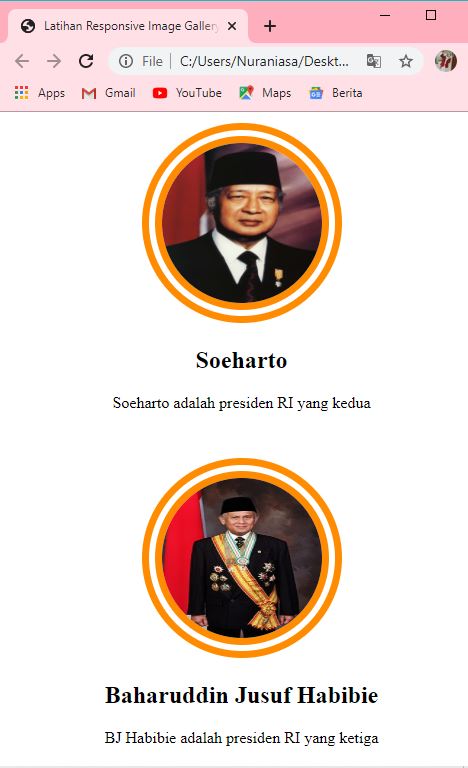 Latihan Responsive Image Gallery
File | C:/Users/Nuraniasa/Deskt...
Apps Gmail YouTube Maps Berita
Soeharto
Soeharto adalah presiden RI yang kedua
Baharuddin Jusuf Habibie
BJ Habibie adalah presiden RI yang ketiga